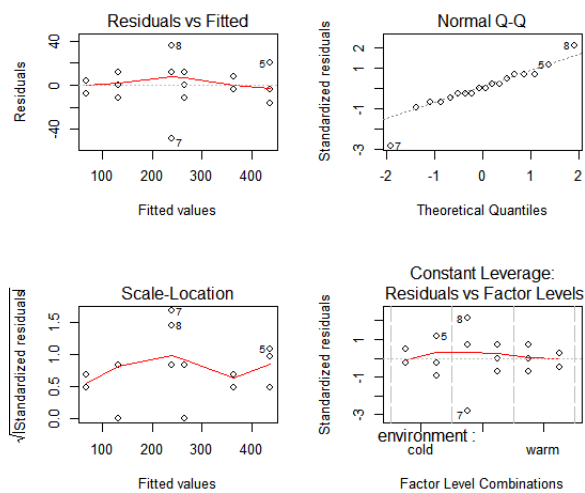 Residuals vs Fitted
Residuals
40
0
-40
8
5
7
100 200 300 400
Fitted values
Normal Q-Q
Standardized residuals
2
1
-1
-3
8
5
7
-2 -1 0 1 2
Theoretical Quantiles
Scale-Location
√|Standardized residuals|
1.5
1.0
0.5
0.0
7
8
5
100 200 300 400
Fitted values
Constant Leverage:
Residuals vs Factor Levels
Standardized residuals
2
1
-1
-3
8
5
7
environment :
cold warm
Factor Level Combinations